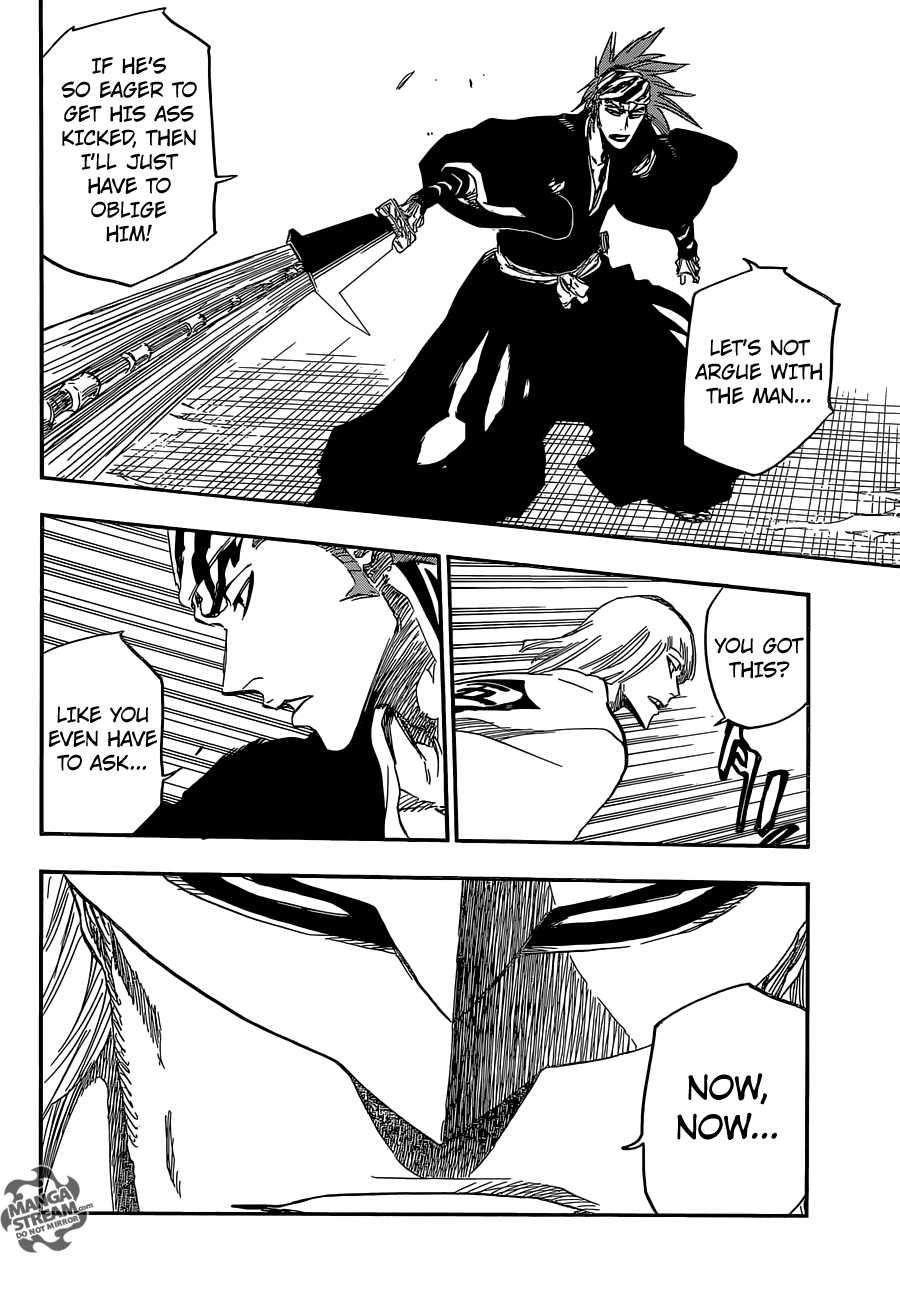 LET'S NOT
ARGUE WITH
THE MAN...
IF HE'S
SO EAGER TO
GET HIS ASS
KICKED, THEN
I'LL JUST
HAVE TO
OBLIGE
HIM!
YOU GOT
THIS?
LIKE YOU
EVEN HAVE
TO ASK...
NOW,
NOW...
MANGA
STREAM.com
DO NOT MIRROR